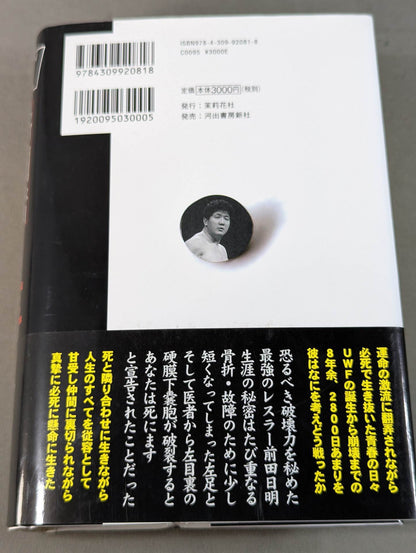 ISBN978-4-309-92081-8
C0095 ¥3000E
9784309920818
1920095030005
定価 本体3000円(税別)
発行：茉莉花社
発売：河出書房新社
運命の激流に翻弄されながら
必死で生き抜いた青春の日々
UWFの誕生から崩壊までの
8年余、2800日あまりを
彼はなにを考えどう戦ったか
恐るべき破壊力を秘めた
最強のレスラー前田日明
生涯の秘密はたび重なる
骨折・故障のために少し
短くなってしまった左足と
そして医者から左目裏の
硬膜下嚢胞が破裂すると
あなたは死にます
と宣告されたことだった
死と隣り合わせに生きながら
人生のすべてを従容として
甘受し仲間に裏切られながら
真摯に必死に懸命に生きた